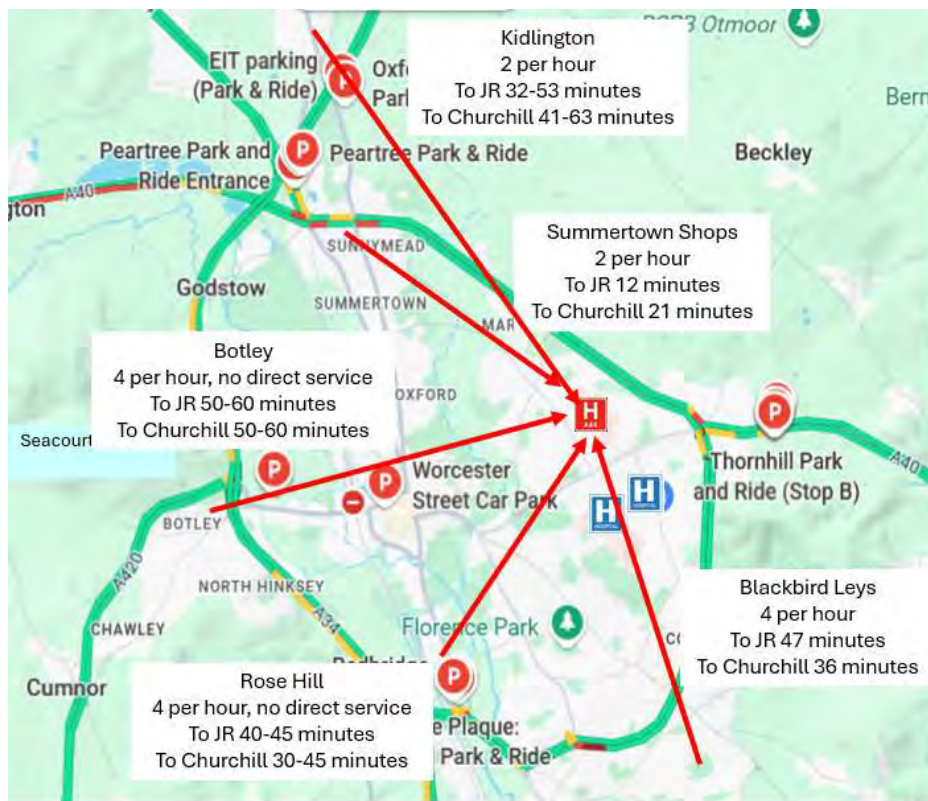 Otmoor
Kidlington
2 per hour
To JR 32-53 minutes
To Churchill 41-63 minutes
EIT parking
(Park & Ride)
P
Peartree Park and
Ride Entrance
P
Peartree Park & Ride
Beckley
A40
Summertown Shops
2 per hour
To JR 12 minutes
To Churchill 21 minutes
SUNNYMEAD
SUMMERTOWN
Godstow
Botley
4 per hour, no direct service
To JR 50-60 minutes
To Churchill 50-60 minutes
OXFORD
H
A&E
P
Thornhill Park
and Ride (Stop B)
A40
Seacourt
P
P
Worcester
Street Car Park
H
HOSPITAL
H
HOSPITAL
BOTLEY
A420
NORTH HINKSEY
A34
CHAWLEY
Cumnor
Florence Park
Blackbird Leys
4 per hour
To JR 47 minutes
To Churchill 36 minutes
P
Rose Hill
4 per hour, no direct service
To JR 40-45 minutes
To Churchill 30-45 minutes
Plaque:
Park & Ride